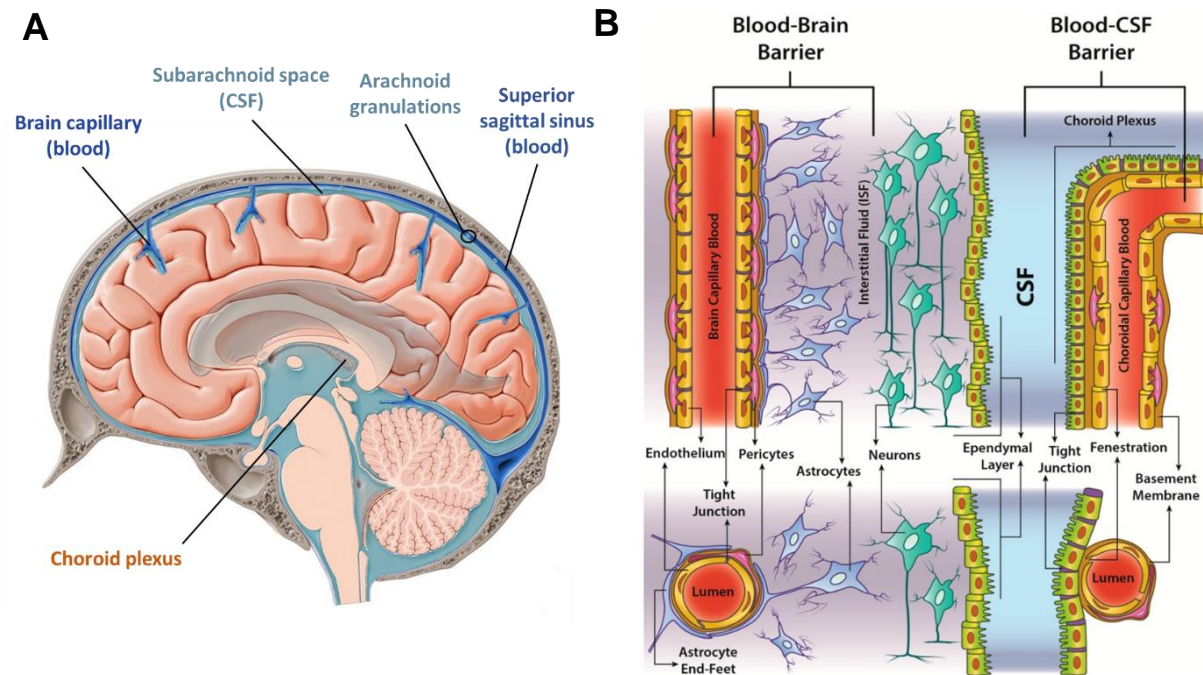 A
Subarachnoid space
(CSF)
Arachnoid
granulations
Superior
sagittal sinus
(blood)
Brain capillary
(blood)
Choroid plexus
B
Blood-Brain
Barrier
Blood-CSF
Barrier
Choroid Plexus
Brain Capillary Blood
Interstitial Fluid (ISF)
CSF
Choroidal Capillary Blood
Endothelium
Pericytes
Astrocytes
Neurons
Ependymal
Layer
Tight
Junction
Fenestration
Basement
Membrane
Tight
Junction
Lumen
Lumen
Astrocyte
End-Feet